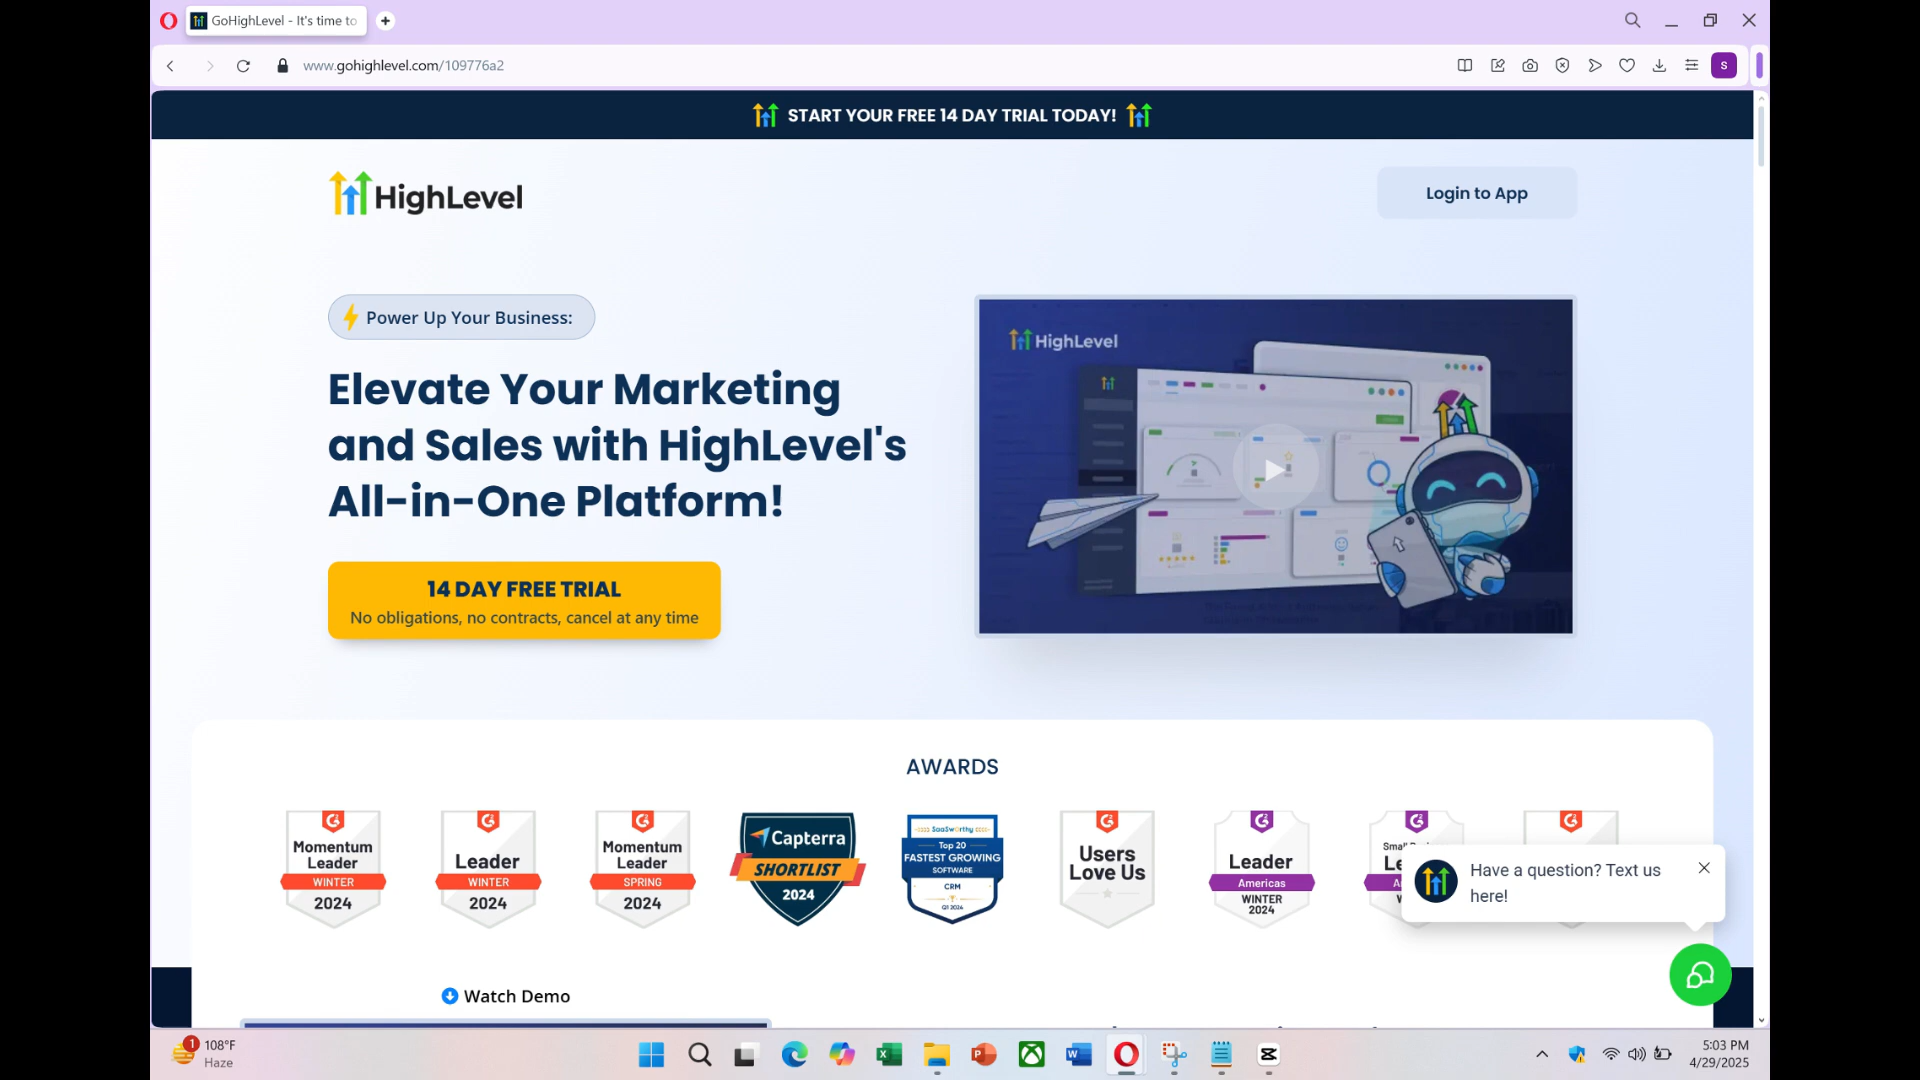 GoHighLevel - It's time to
www.gohighlevel.com/109776a2
S
START YOUR FREE 14 DAY TRIAL TODAY!
HighLevel
Login to App
Power Up Your Business:
Elevate Your Marketing
and Sales with HighLevel's
All-in-One Platform!
HighLevel
14 DAY FREE TRIAL
No obligations, no contracts, cancel at any time
AWARDS
Momentum
Leader
WINTER
2024
Leader
WINTER
2024
Momentum
Leader
SPRING
2024
Capterra
SHORTLIST
2024
SaaSworthy
Top 20
FASTEST GROWING
SOFTWARE
CRM
Q1 2024
Users
Love Us
Leader
Americas
WINTER
2024
Have a question? Text us
here!
Watch Demo
1
108°F
Haze
5:03 PM
4/29/2025